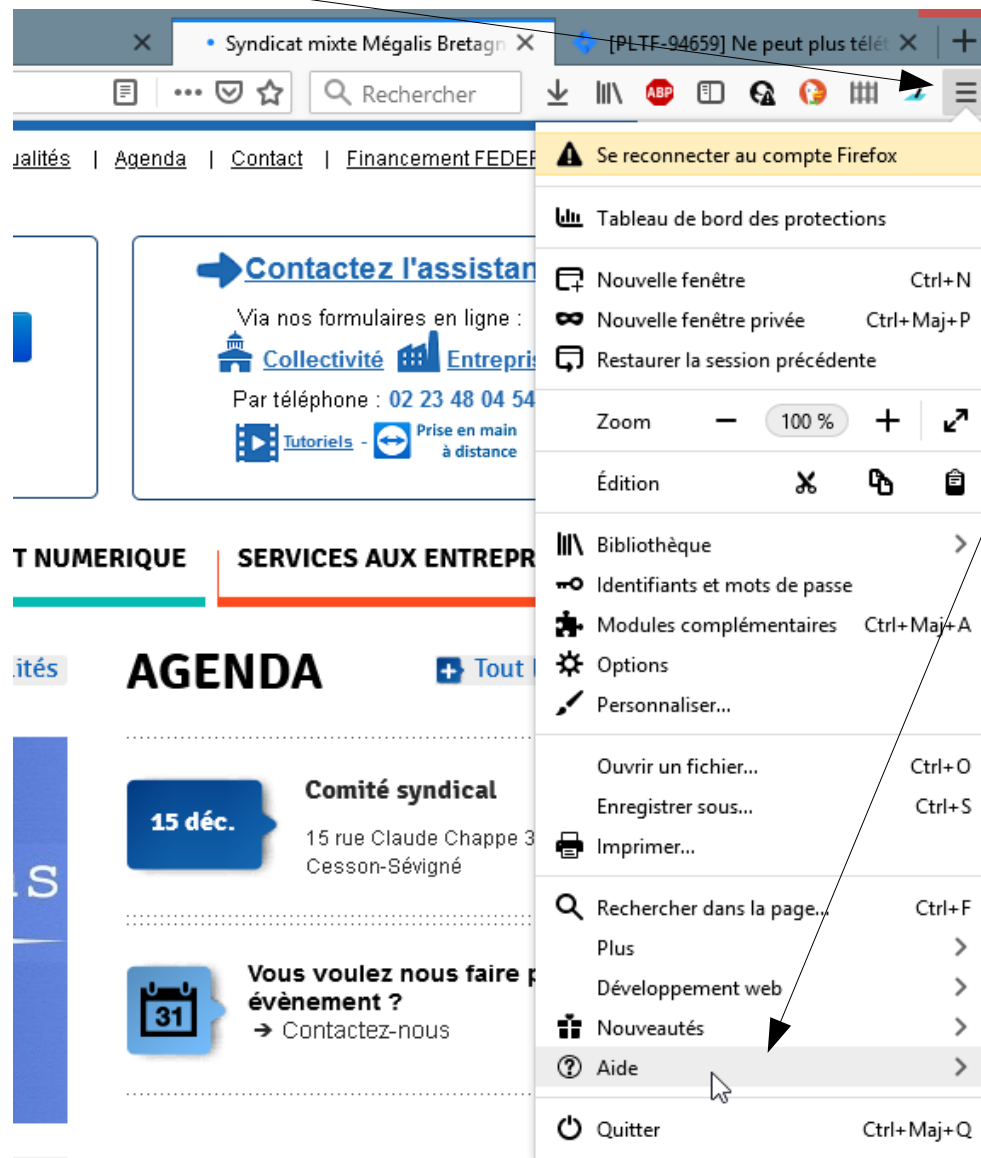 Syndicat mixte Mégalis Bretagn
[PLTF-94659] Ne peut plus télét
Rechercher
ABP
ualités | Agenda | Contact | Financement FEDER
Contactez l'assistan
Via nos formulaires en ligne :
Collectivité Entrepris
Par téléphone : 02 23 48 04 54
Tutoriels - Prise en main
à distance
T NUMERIQUE SERVICES AUX ENTREPR
ités
AGENDA
Tout l
15 déc.
Comité syndical
15 rue Claude Chappe 3
Cesson-Sévigné
us
31
Vous voulez nous faire p
évènement ?
Contactez-nous
Se reconnecter au compte Firefox
Tableau de bord des protections
Nouvelle fenêtre Ctrl+N
Nouvelle fenêtre privée Ctrl+Maj+P
Restaurer la session précédente
Zoom 100 %
Édition
Bibliothèque
Identifiants et mots de passe
Modules complémentaires Ctrl+Maj+A
Options
Personnaliser...
Ouvrir un fichier... Ctrl+O
Enregistrer sous... Ctrl+S
Imprimer...
Rechercher dans la page... Ctrl+F
Plus
Développement web
Nouveautés
Aide
Quitter Ctrl+Maj+Q